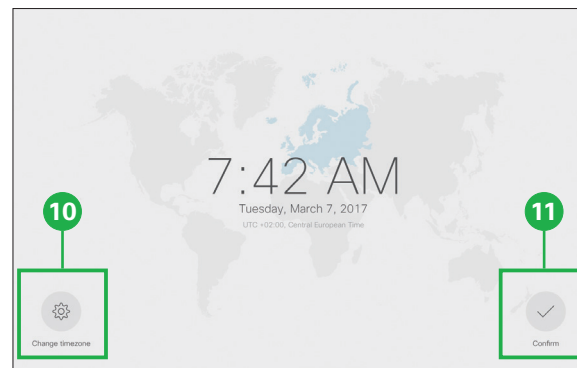 7:42 AM
Tuesday, March 7, 2017
UTC +02:00, Central European Time
10
11
Change timezone
Confirm